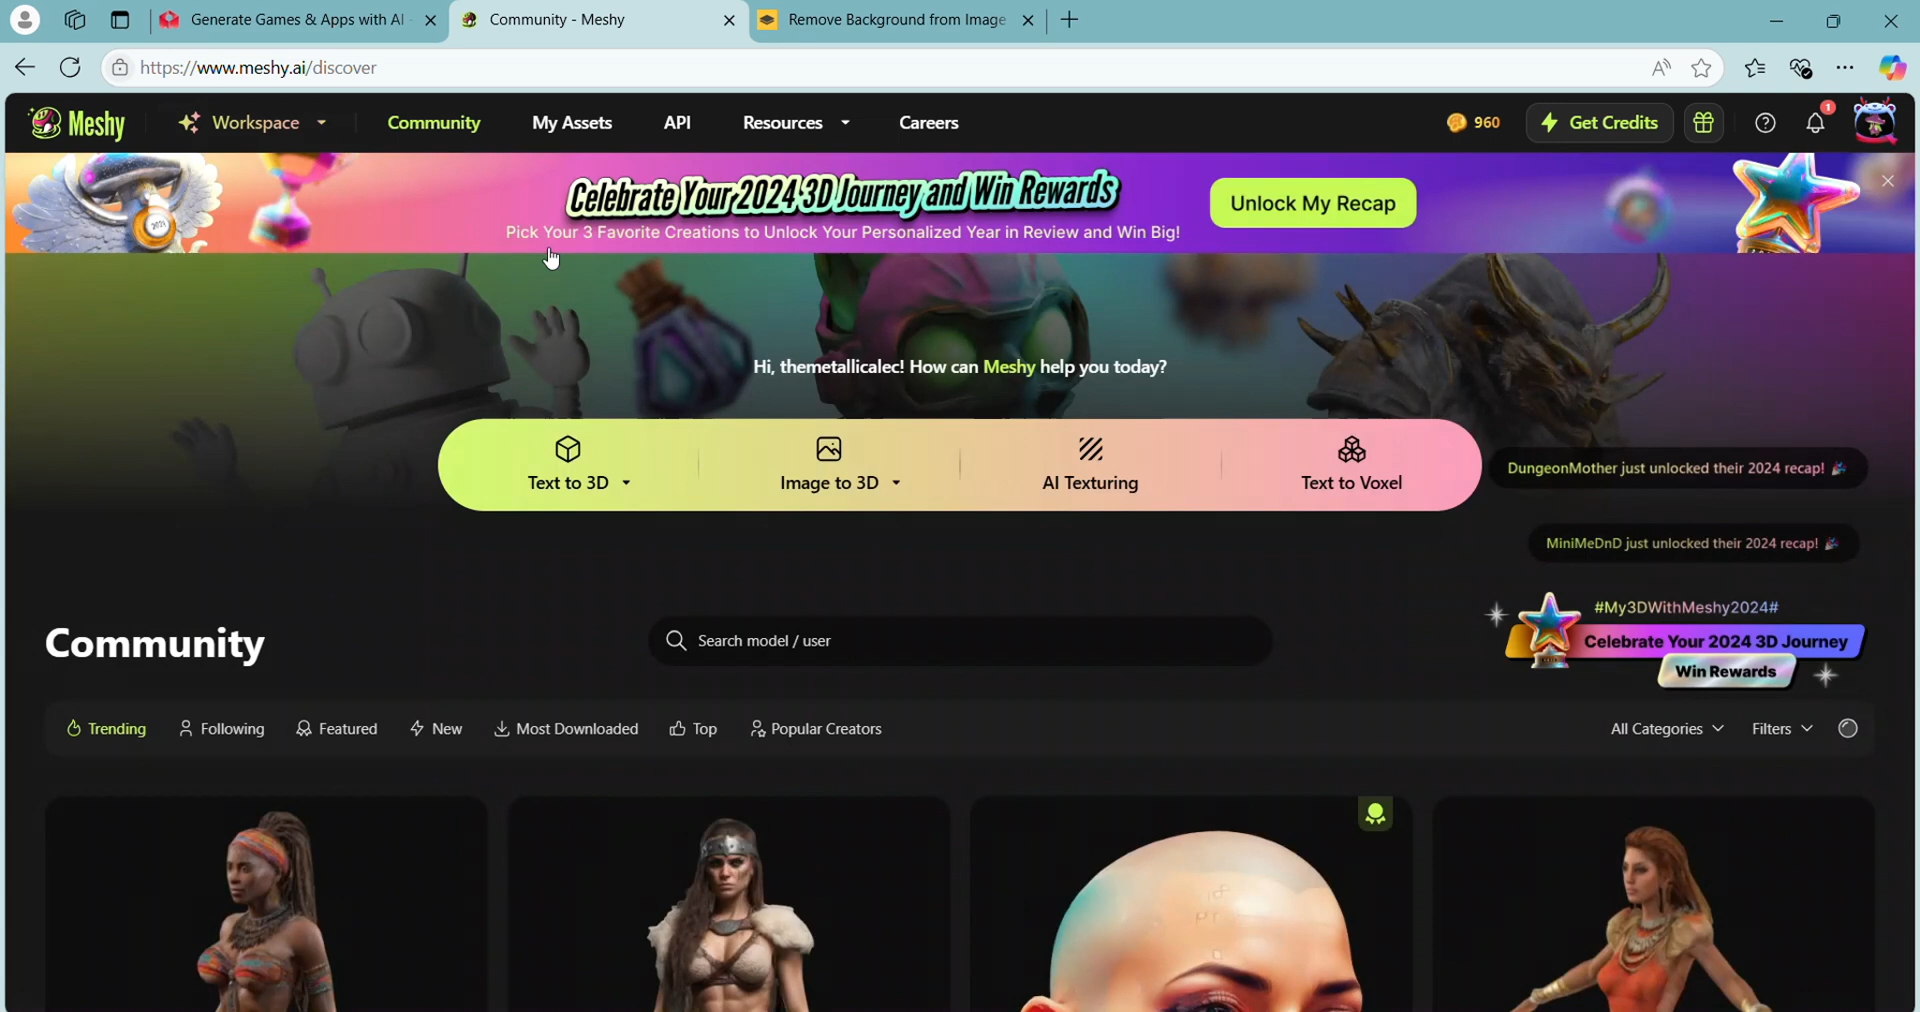 Generate Games & Apps with AI
Community - Meshy
Remove Background from Image
https://www.meshy.ai/discover
Meshy
Workspace
Community
My Assets
API
Resources
Careers
960
Get Credits
1
Celebrate Your 2024 3D Journey and Win Rewards
Pick Your 3 Favorite Creations to Unlock Your Personalized Year in Review and Win Big!
Unlock My Recap
2021
Hi, themetallicalec! How can Meshy help you today?
Text to 3D
Image to 3D
AI Texturing
Text to Voxel
DungeonMother just unlocked their 2024 recap!
MiniMeDnD just unlocked their 2024 recap!
#My3DWithMeshy2024#
Celebrate Your 2024 3D Journey
Win Rewards
Community
Search model / user
Trending
Following
Featured
New
Most Downloaded
Top
Popular Creators
All Categories
Filters